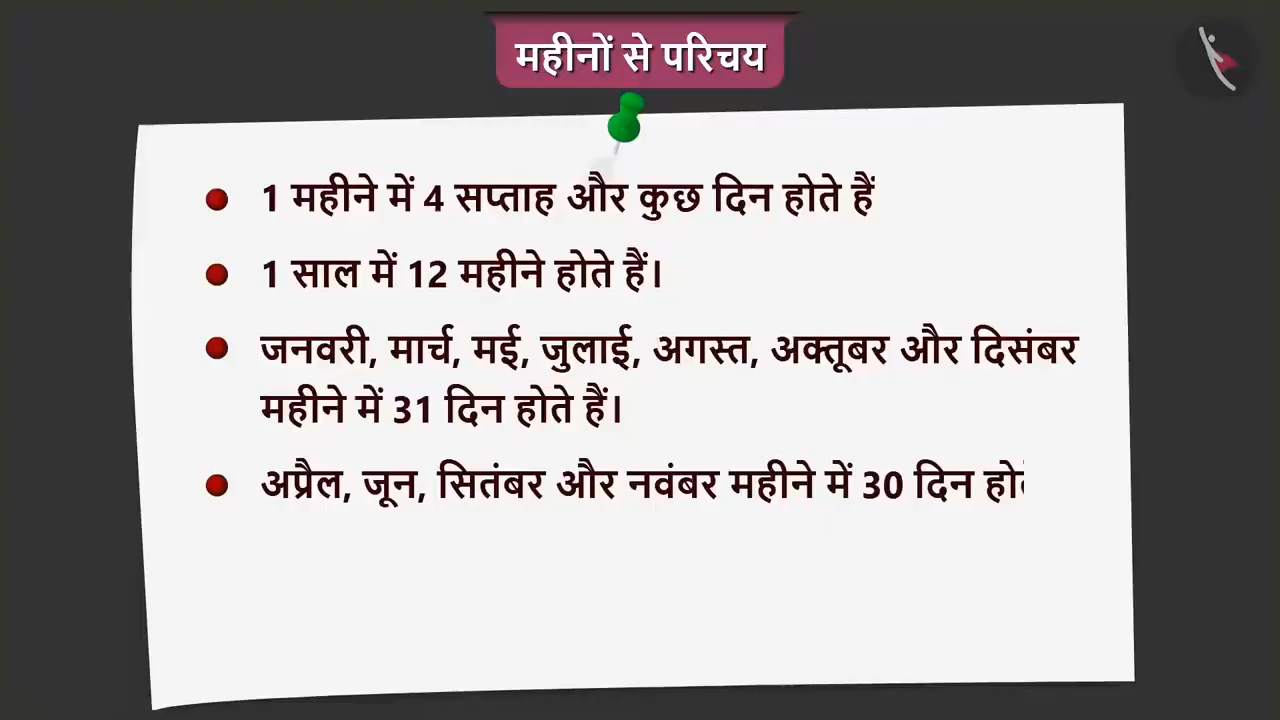 महीनों से परिचय
1 महीने में 4 सप्ताह और कुछ दिन होते हैं
1 साल में 12 महीने होते हैं।
जनवरी, मार्च, मई, जुलाई, अगस्त, अक्तूबर और दिसंबर
महीने में 31 दिन होते हैं।
अप्रैल, जून, सितंबर और नवंबर महीने में 30 दिन